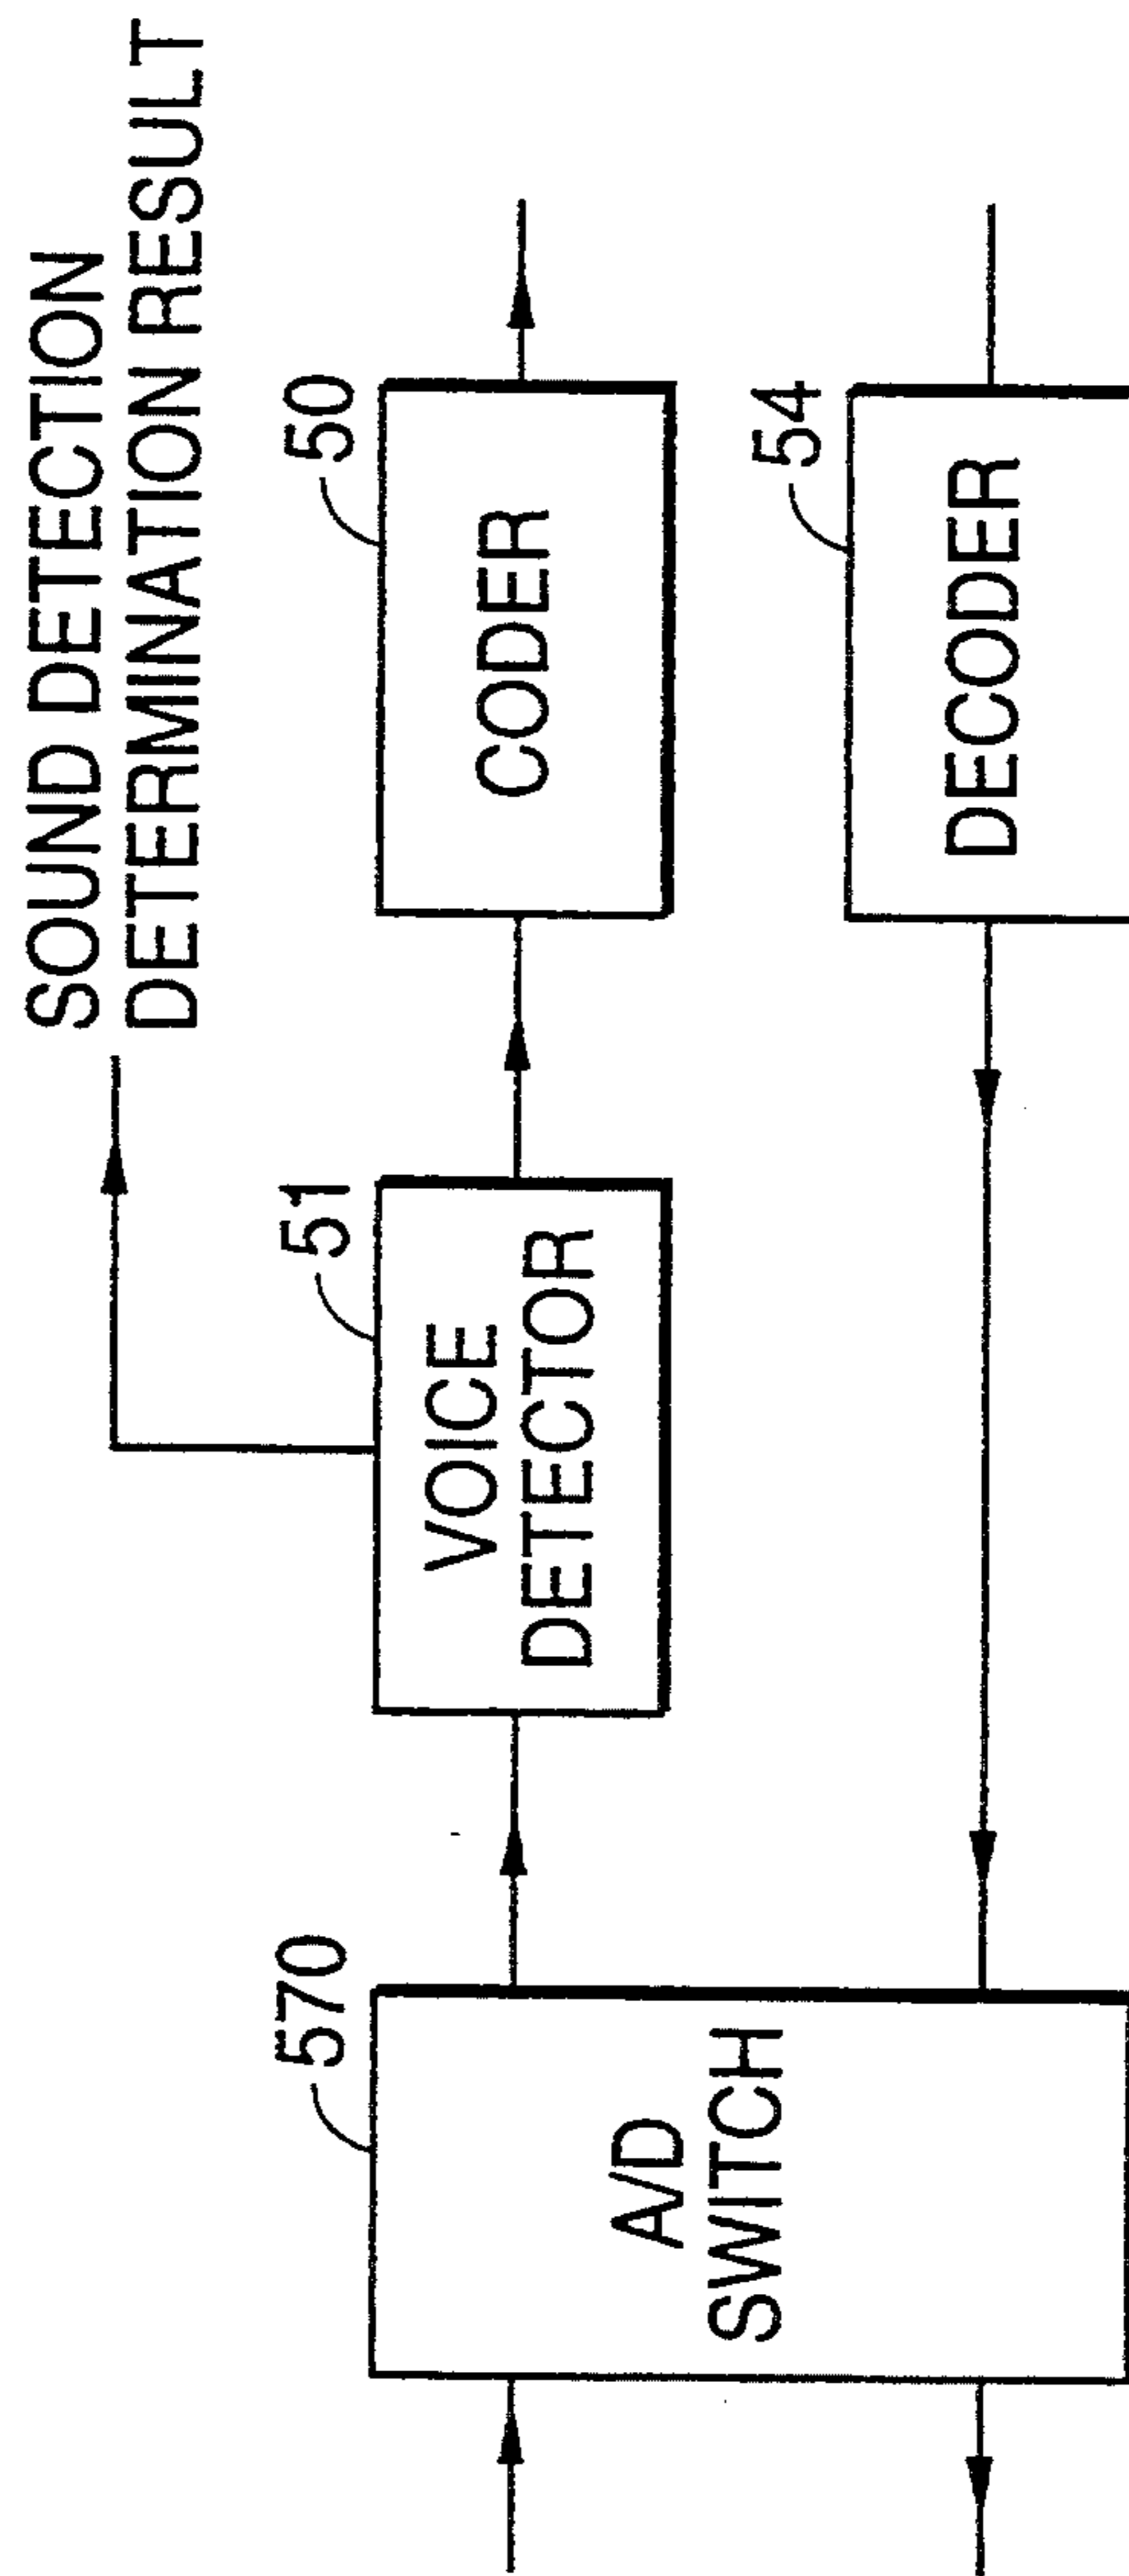 SOUND DETECTION
DETERMINATION RESULT
570
A/D
SWITCH
51
VOICE
DETECTOR
50
CODER
54
DECODER